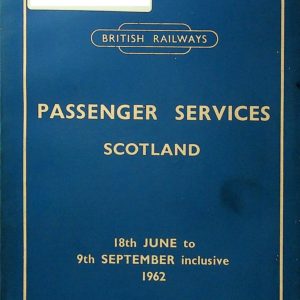 BRITISH RAILWAYS
PASSENGER SERVICES
SCOTLAND
18th JUNE to
9th SEPTEMBER inclusive
1962